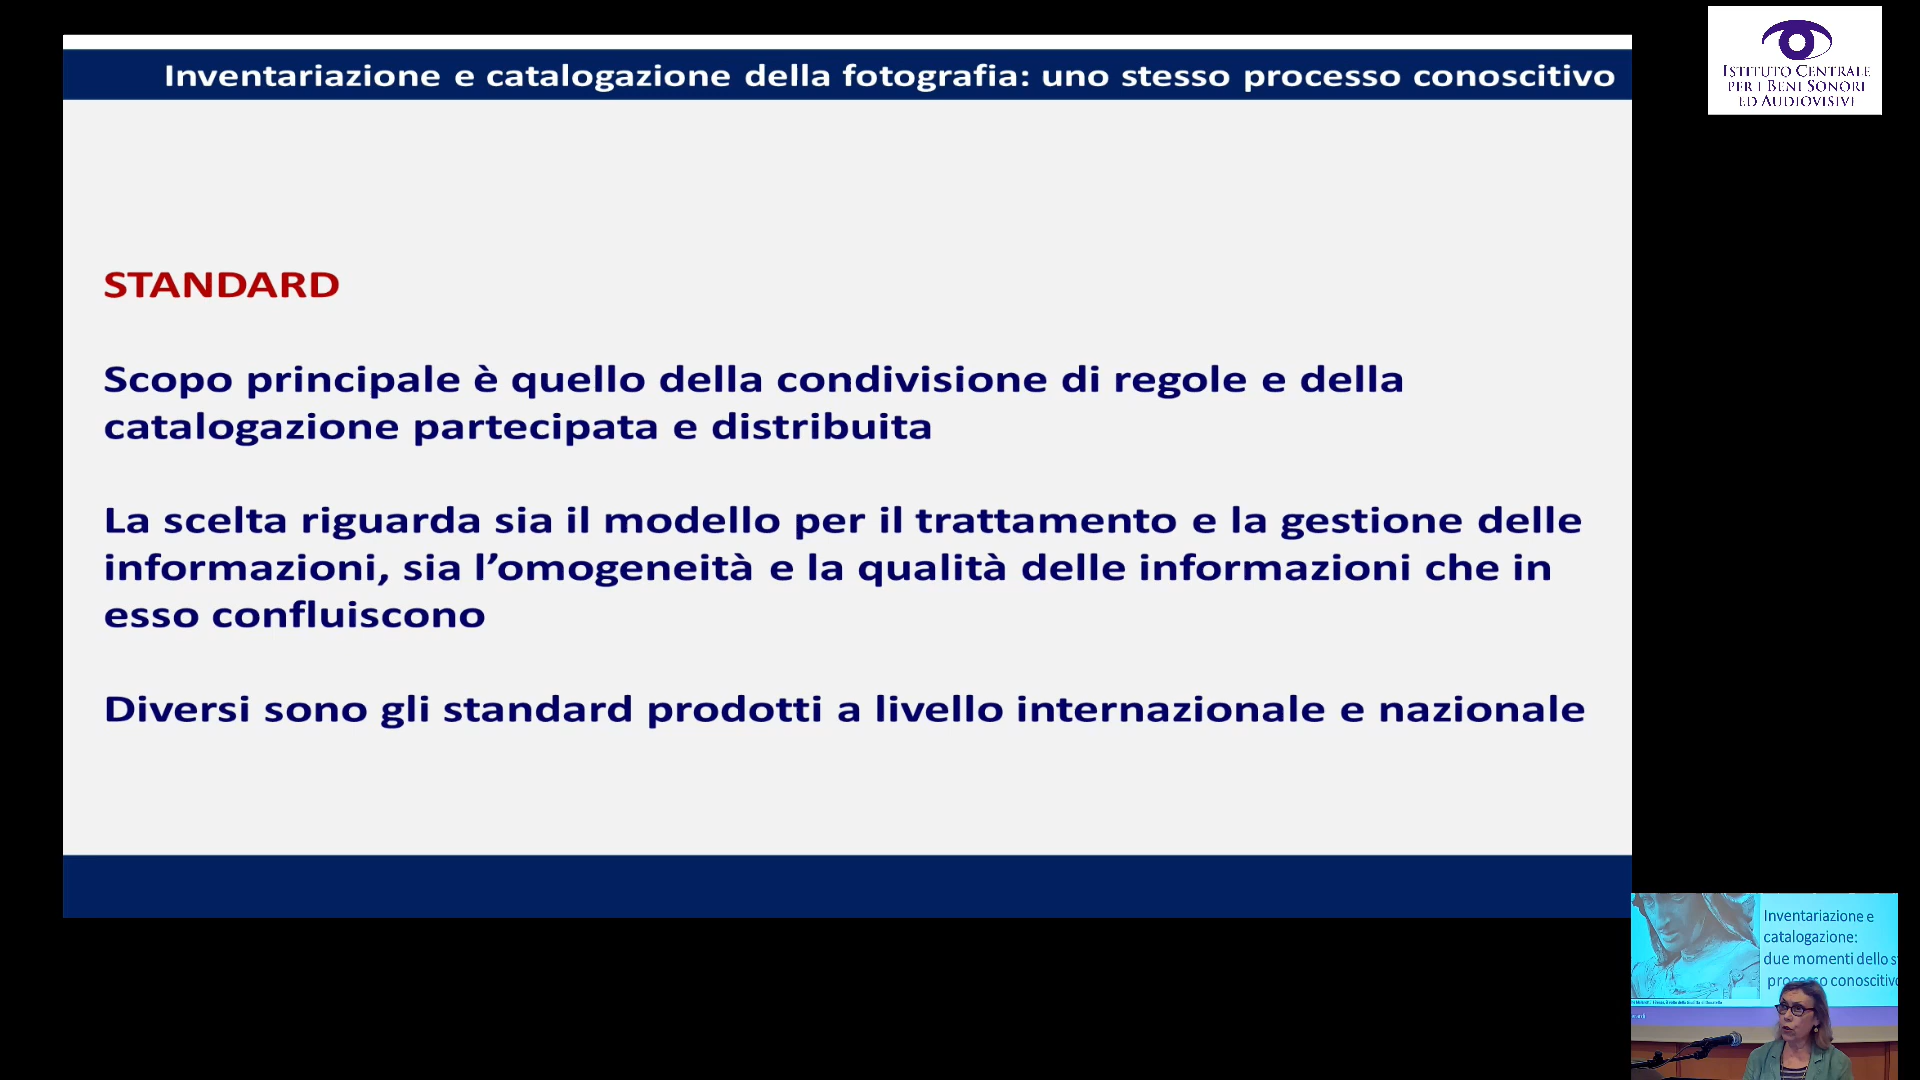 Inventariazione e catalogazione della fotografia: uno stesso processo conoscitivo
ISTITUTO CENTRALE
PER I BENI SONORI
ED AUDIOVISIVI
STANDARD
Scopo principale è quello della condivisione di regole e della
catalogazione partecipata e distribuita
La scelta riguarda sia il modello per il trattamento e la gestione delle
informazioni, sia l’omogeneità e la qualità delle informazioni che in
esso confluiscono
Diversi sono gli standard prodotti a livello internazionale e nazionale
Inventariazione e
catalogazione:
due momenti dello s
processo conoscitivo